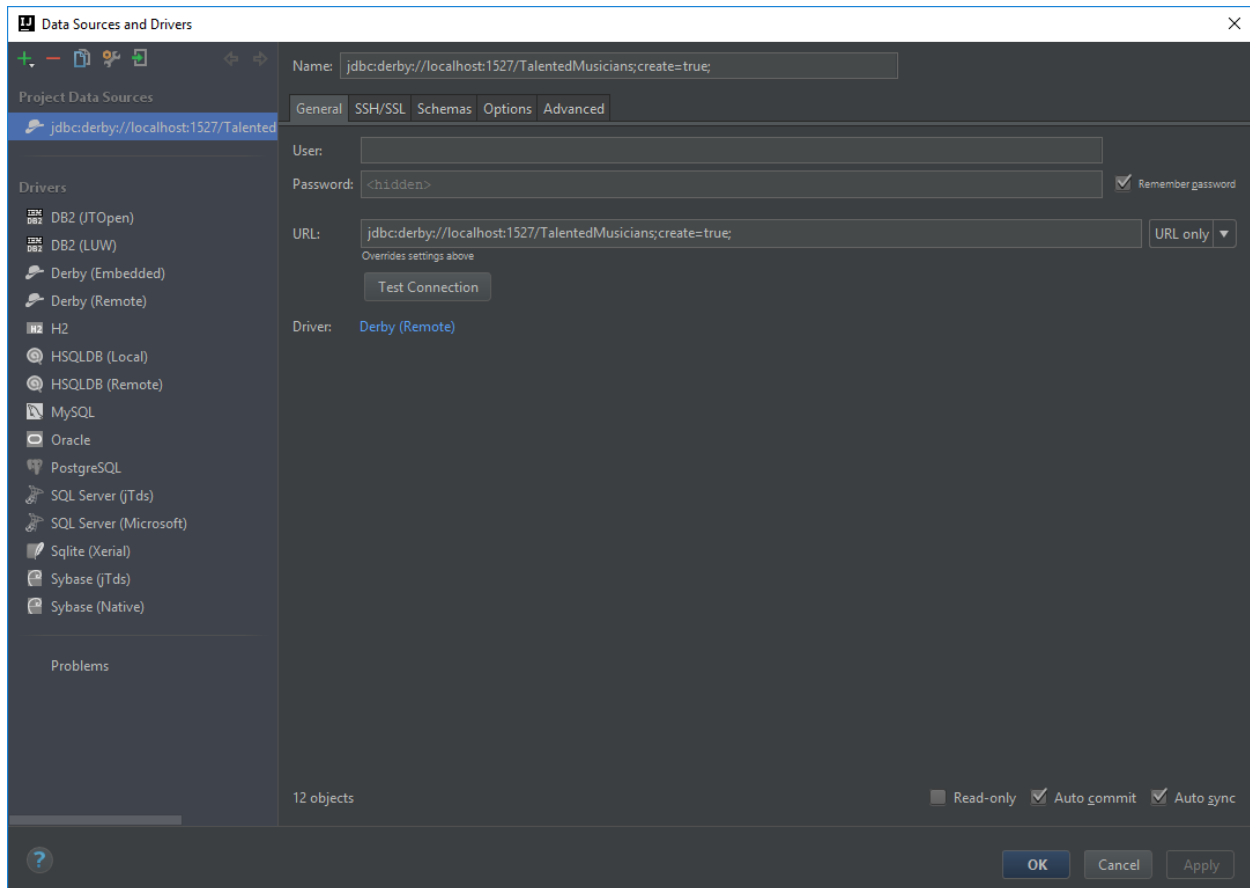 Data Sources and Drivers
Project Data Sources
jdbc:derby://localhost:1527/Talented
Drivers
DB2 (JTOpen)
DB2 (LUW)
Derby (Embedded)
Derby (Remote)
H2
HSQLDB (Local)
HSQLDB (Remote)
MySQL
Oracle
PostgreSQL
SQL Server (jTds)
SQL Server (Microsoft)
Sqlite (Xerial)
Sybase (jTds)
Sybase (Native)
Problems
Name: jdbc:derby://localhost:1527/TalentedMusicians;create=true;
General SSH/SSL Schemas Options Advanced
User:
Password: <hidden> Remember password
URL: jdbc:derby://localhost:1527/TalentedMusicians;create=true; URL only
Overrides settings above
Test Connection
Driver: Derby (Remote)
12 objects Read-only Auto commit Auto sync
? OK Cancel Apply